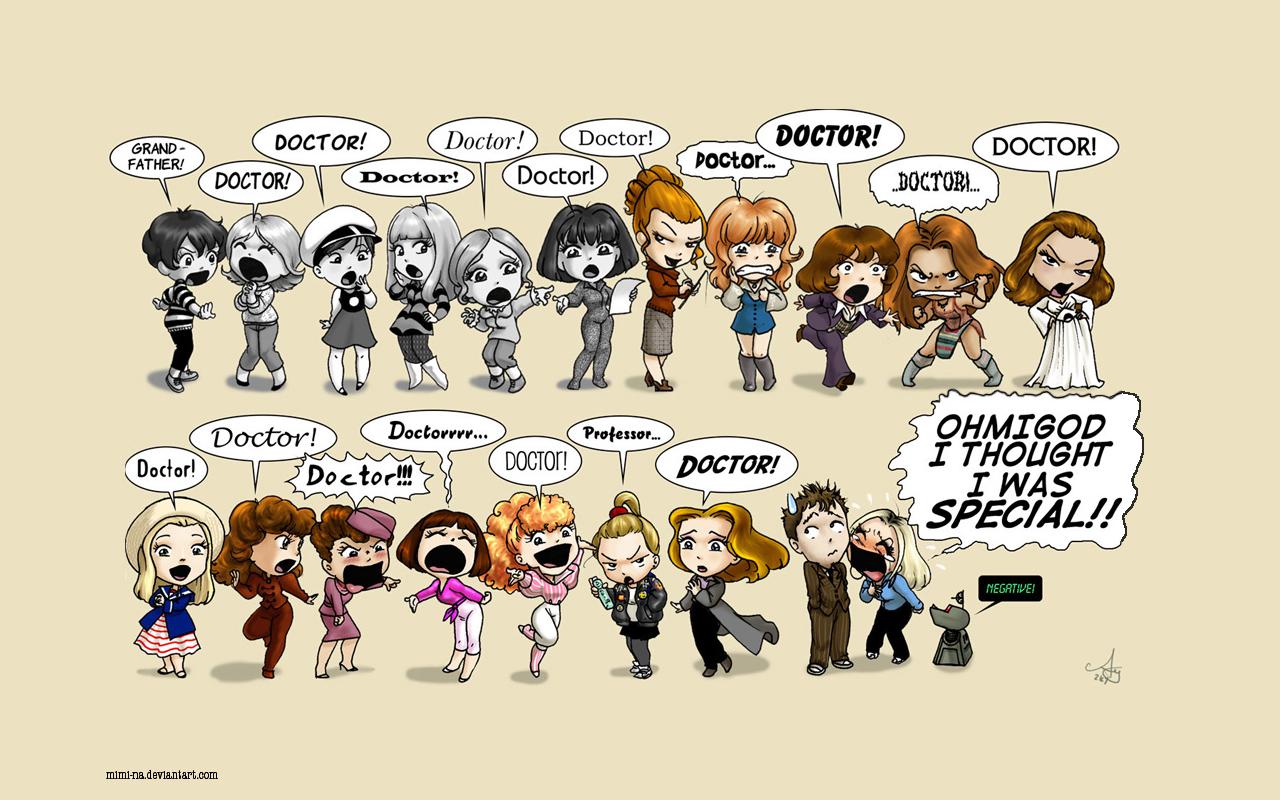 GRAND-
FATHER!
DOCTOR!
DOCTOR!
Doctor!
Doctor!
Doctor!
Doctor!
Doctor...
DOCTOR!
..DOCTOR!...
DOCTOR!
Doctor!
Doctor!
Doctor!!!
Doctorrrr...
DOCTOR!
Professor...
DOCTOR!
OHMIGOD
I THOUGHT
I WAS
SPECIAL!!
NEGATIVE!
mimi-na.deviantart.com